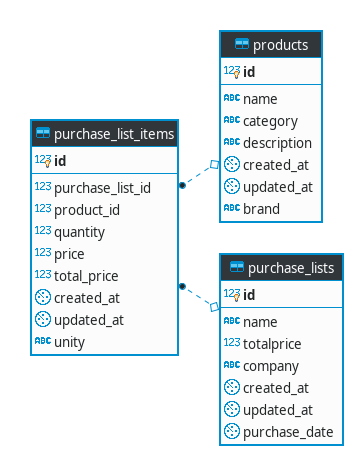 products
123 id
ABC name
ABC category
ABC description
created_at
updated_at
ABC brand
purchase_list_items
123 id
123 purchase_list_id
123 product_id
123 quantity
123 price
123 total_price
created_at
updated_at
ABC unity
purchase_lists
123 id
ABC name
123 totalprice
ABC company
created_at
updated_at
purchase_date